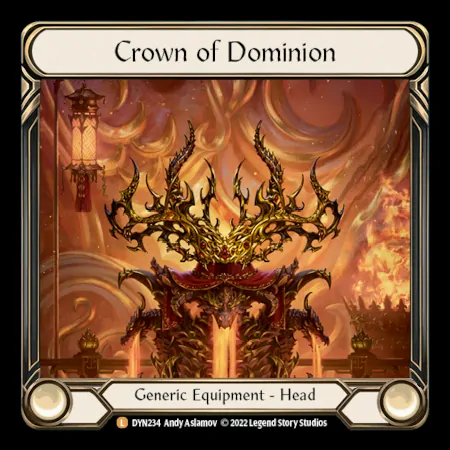 Crown of Dominion
Generic Equipment - Head
L DYN234 Andy Aslamov © 2022 Legend Story Studios